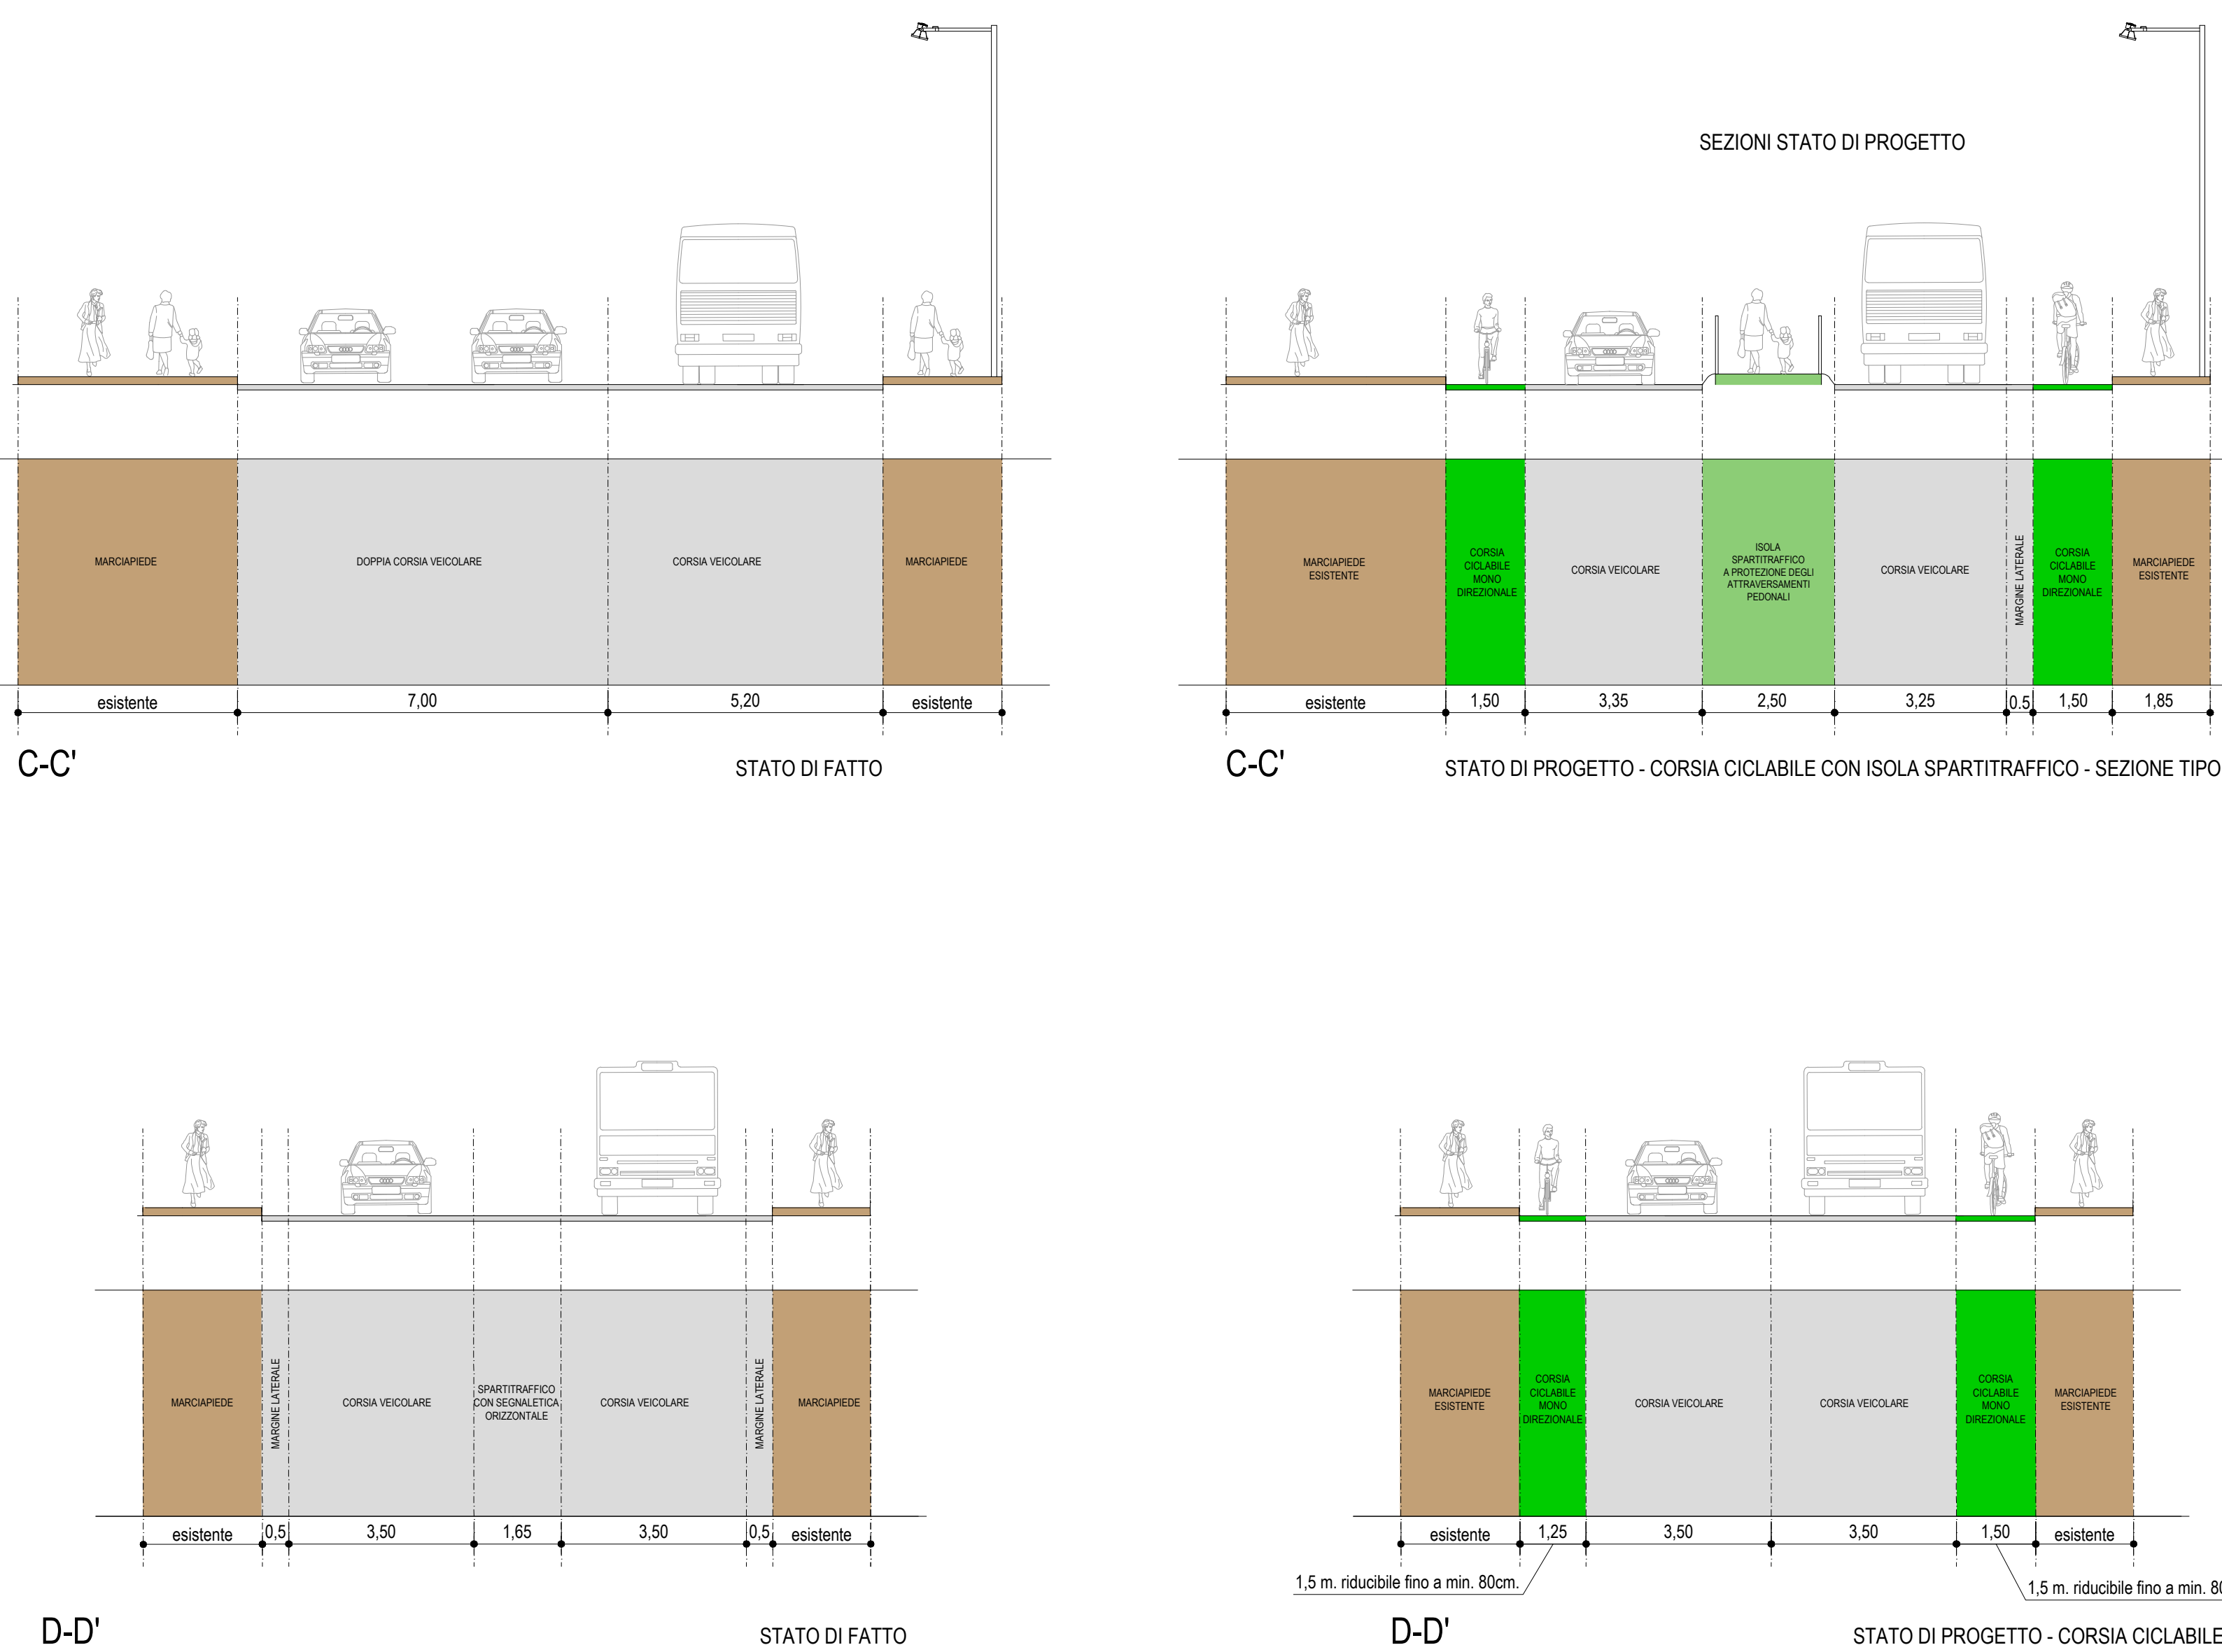 SEZIONI STATO DI PROGETTO
MARCIAPIEDE
DOPPIA CORSIA VEICOLARE
CORSIA VEICOLARE
MARCIAPIEDE
esistente
7,00
5,20
esistente
C-C'
STATO DI FATTO
MARCIAPIEDE
ESISTENTE
CORSIA
CICLABILE
MONO
DIREZIONALE
CORSIA VEICOLARE
ISOLA
SPARTITRAFFICO
A PROTEZIONE DEGLI
ATTRAVERSAMENTI
PEDONALI
CORSIA VEICOLARE
MARGINE LATERALE
CORSIA
CICLABILE
MONO
DIREZIONALE
MARCIAPIEDE
ESISTENTE
esistente
1,50
3,35
2,50
3,25
0.5
1,50
1,85
C-C'
STATO DI PROGETTO - CORSIA CICLABILE CON ISOLA SPARTITRAFFICO - SEZIONE TIPO
MARCIAPIEDE
MARGINE LATERALE
CORSIA VEICOLARE
SPARTITRAFFICO
CON SEGNALETICA
ORIZZONTALE
CORSIA VEICOLARE
MARGINE LATERALE
MARCIAPIEDE
esistente
0,5
3,50
1,65
3,50
0,5
esistente
D-D'
STATO DI FATTO
MARCIAPIEDE
ESISTENTE
CORSIA
CICLABILE
MONO
DIREZIONALE
CORSIA VEICOLARE
CORSIA VEICOLARE
CORSIA
CICLABILE
MONO
DIREZIONALE
MARCIAPIEDE
ESISTENTE
esistente
1,25
3,50
3,50
1,50
esistente
1,5 m. riducibile fino a min. 80cm.
1,5 m. riducibile fino a min.
D-D'
STATO DI PROGETTO - CORSIA CICLABILE